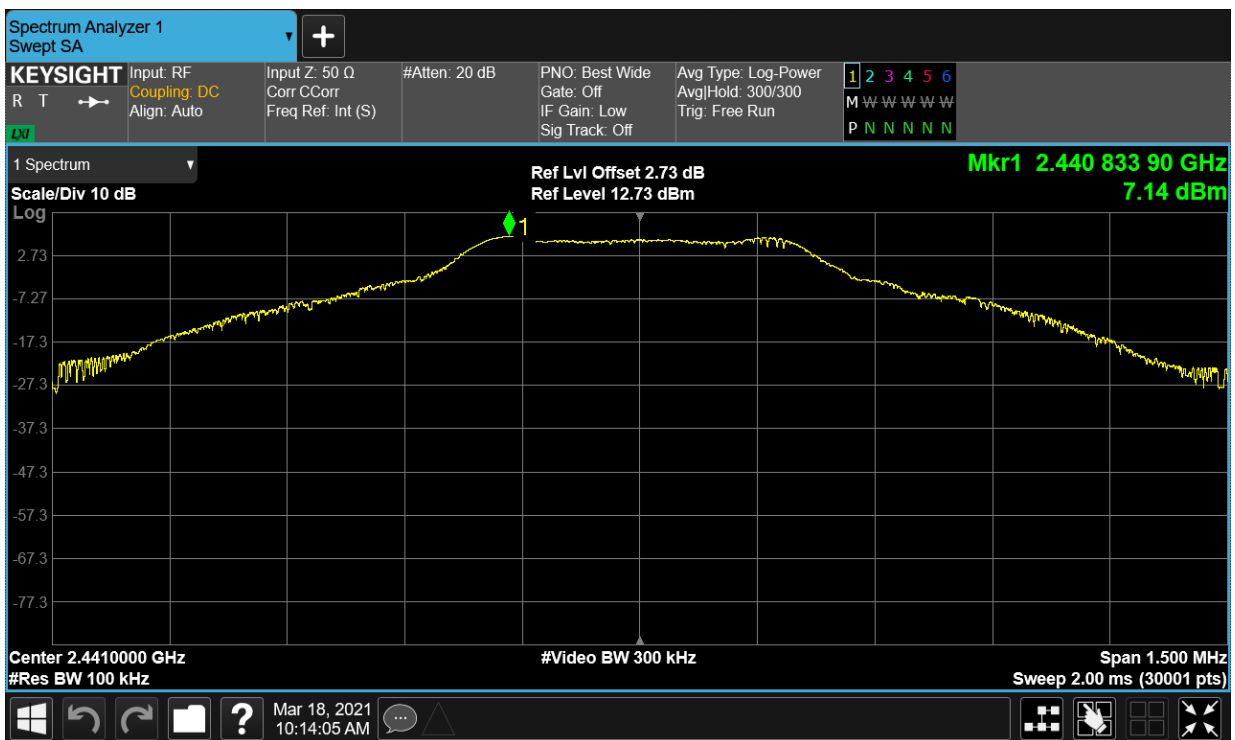 Spectrum Analyzer 1
Swept SA
KEYSIGHT
R T
LXI
Input: RF
Coupling: DC
Align: Auto
Input Z: 50 Ω
Corr CCorr
Freq Ref: Int (S)
#Atten: 20 dB
PNO: Best Wide
Gate: Off
IF Gain: Low
Sig Track: Off
Avg Type: Log-Power
Avg|Hold: 300/300
Trig: Free Run
1 2 3 4 5 6
M W W W W W
P N N N N N
1 Spectrum
Scale/Div 10 dB
Log
Ref Lvl Offset 2.73 dB
Ref Level 12.73 dBm
Mkr1 2.440 833 90 GHz
7.14 dBm
1
2.73
-7.27
-17.3
-27.3
-37.3
-47.3
-57.3
-67.3
-77.3
Center 2.4410000 GHz
#Video BW 300 kHz
Span 1.500 MHz
#Res BW 100 kHz
Sweep 2.00 ms (30001 pts)
?
Mar 18, 2021
10:14:05 AM